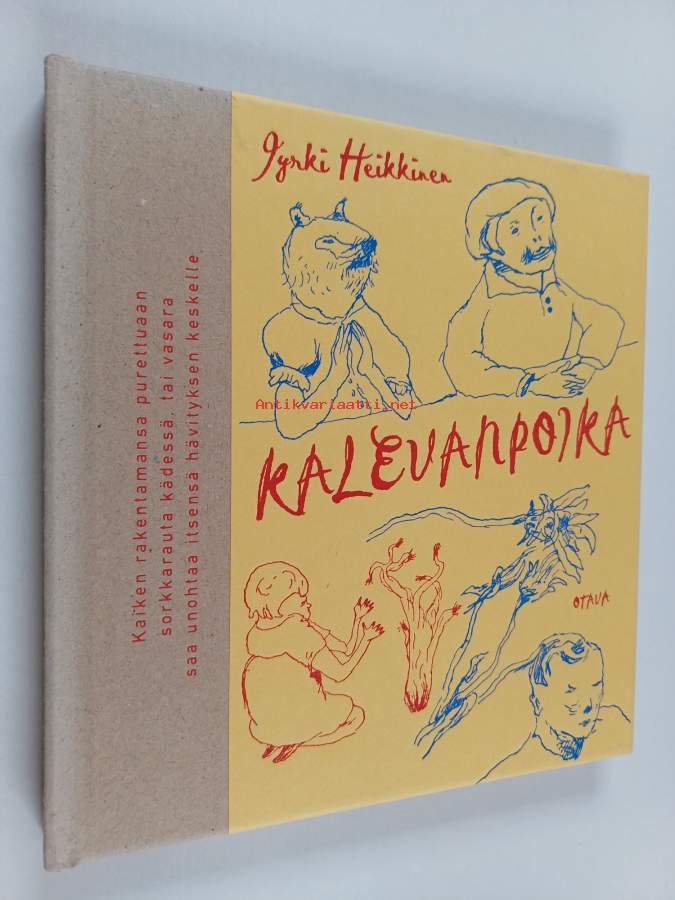 Kaiken rakentamansa purettuaan
sorkkarauta kädessä, tai vasara
saa unohtaa itsensä hävityksen keskelle
Jyrki Heikkinen
Antikvariaatti.net
KALEVANPOIKA
OTAVA